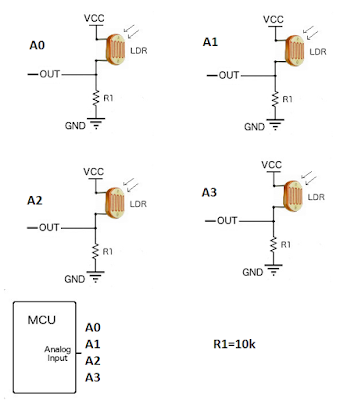 VCC
A0
LDR
OUT
R1
GND
VCC
A1
LDR
OUT
R1
GND
VCC
A2
LDR
OUT
R1
GND
VCC
A3
LDR
OUT
R1
GND
MCU
Analog
Input
A0
A1
A2
A3
R1=10k